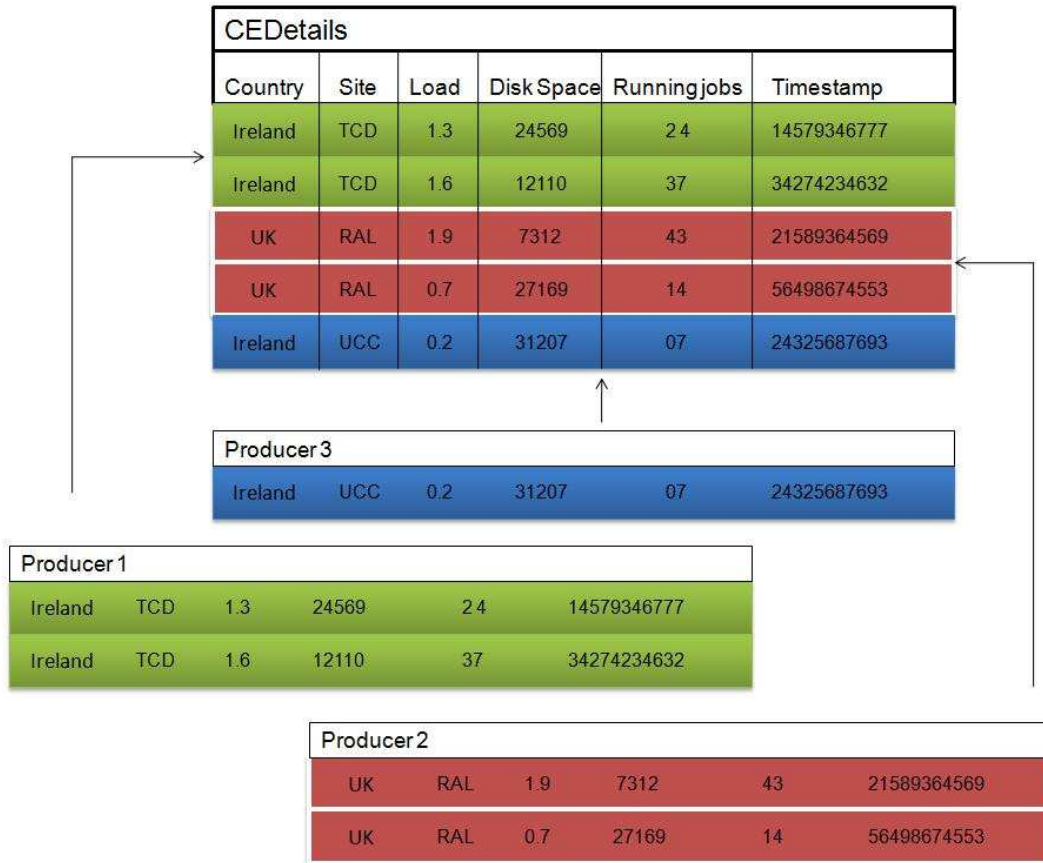 CEDetails
Country Site Load Disk Space Running jobs Timestamp
Ireland TCD 1.3 24569 24 14579346777
Ireland TCD 1.6 12110 37 34274234632
UK RAL 1.9 7312 43 21589364569
UK RAL 0.7 27169 14 56498674553
Ireland UCC 0.2 31207 07 24325687693
Producer 3
Ireland UCC 0.2 31207 07 24325687693
Producer 1
Ireland TCD 1.3 24569 24 14579346777
Ireland TCD 1.6 12110 37 34274234632
Producer 2
UK RAL 1.9 7312 43 21589364569
UK RAL 0.7 27169 14 56498674553